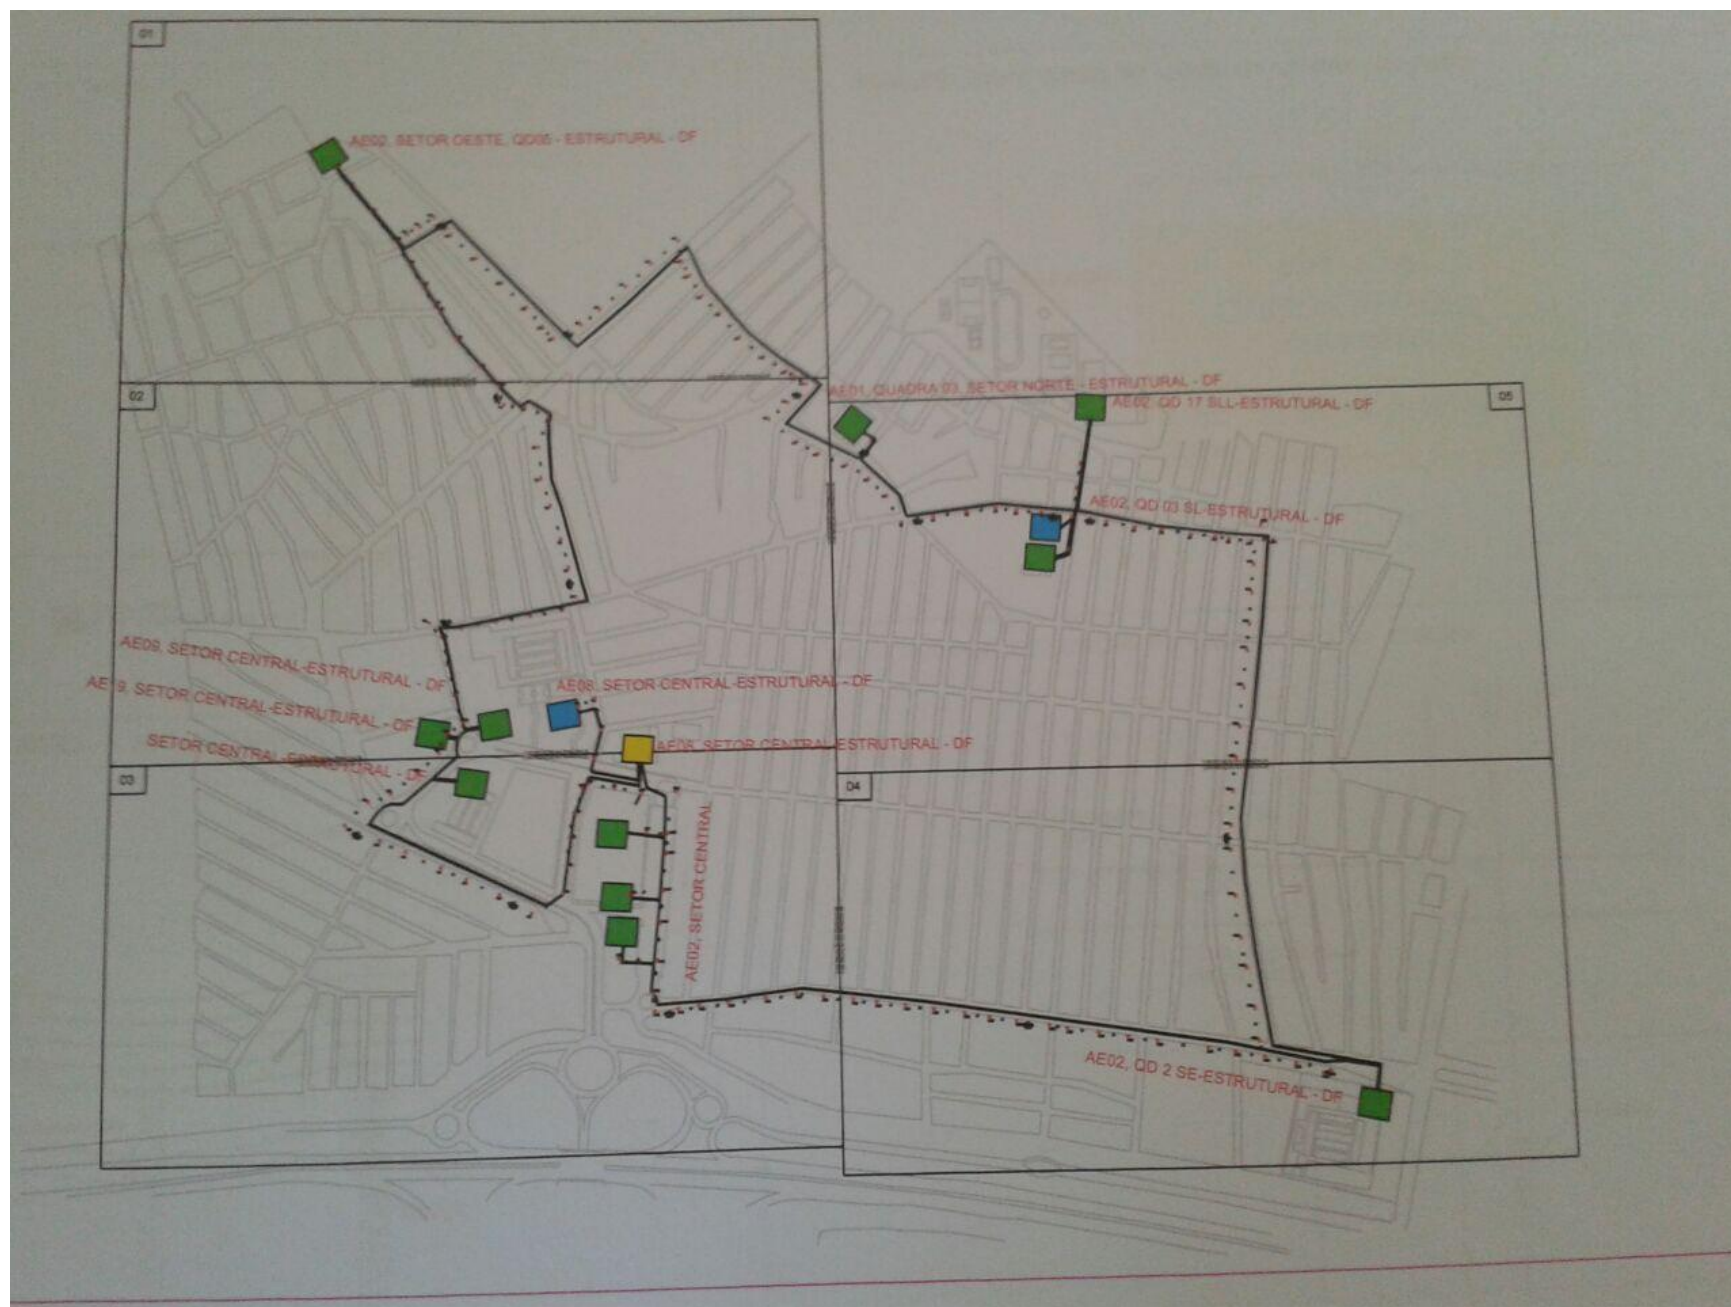 01
AE02, SETOR OESTE, QD05 - ESTRUTURAL - DF
02
AE01, QUADRA 03, SETOR NORTE - ESTRUTURAL - DF
AE02, QD 17 SLL-ESTRUTURAL - DF
05
AE02, QD 03 SL-ESTRUTURAL - DF
AE09, SETOR CENTRAL-ESTRUTURAL - DF
AE08, SETOR CENTRAL-ESTRUTURAL - DF
SETOR CENTRAL-ESTRUTURAL - DF
SETOR CENTRAL-ESTRUTURAL - DF
SETOR CENTRAL-ESTRUTURAL - DF
03
04
AE02, SETOR CENTRAL
AE02, QD 2 SE-ESTRUTURAL - DF